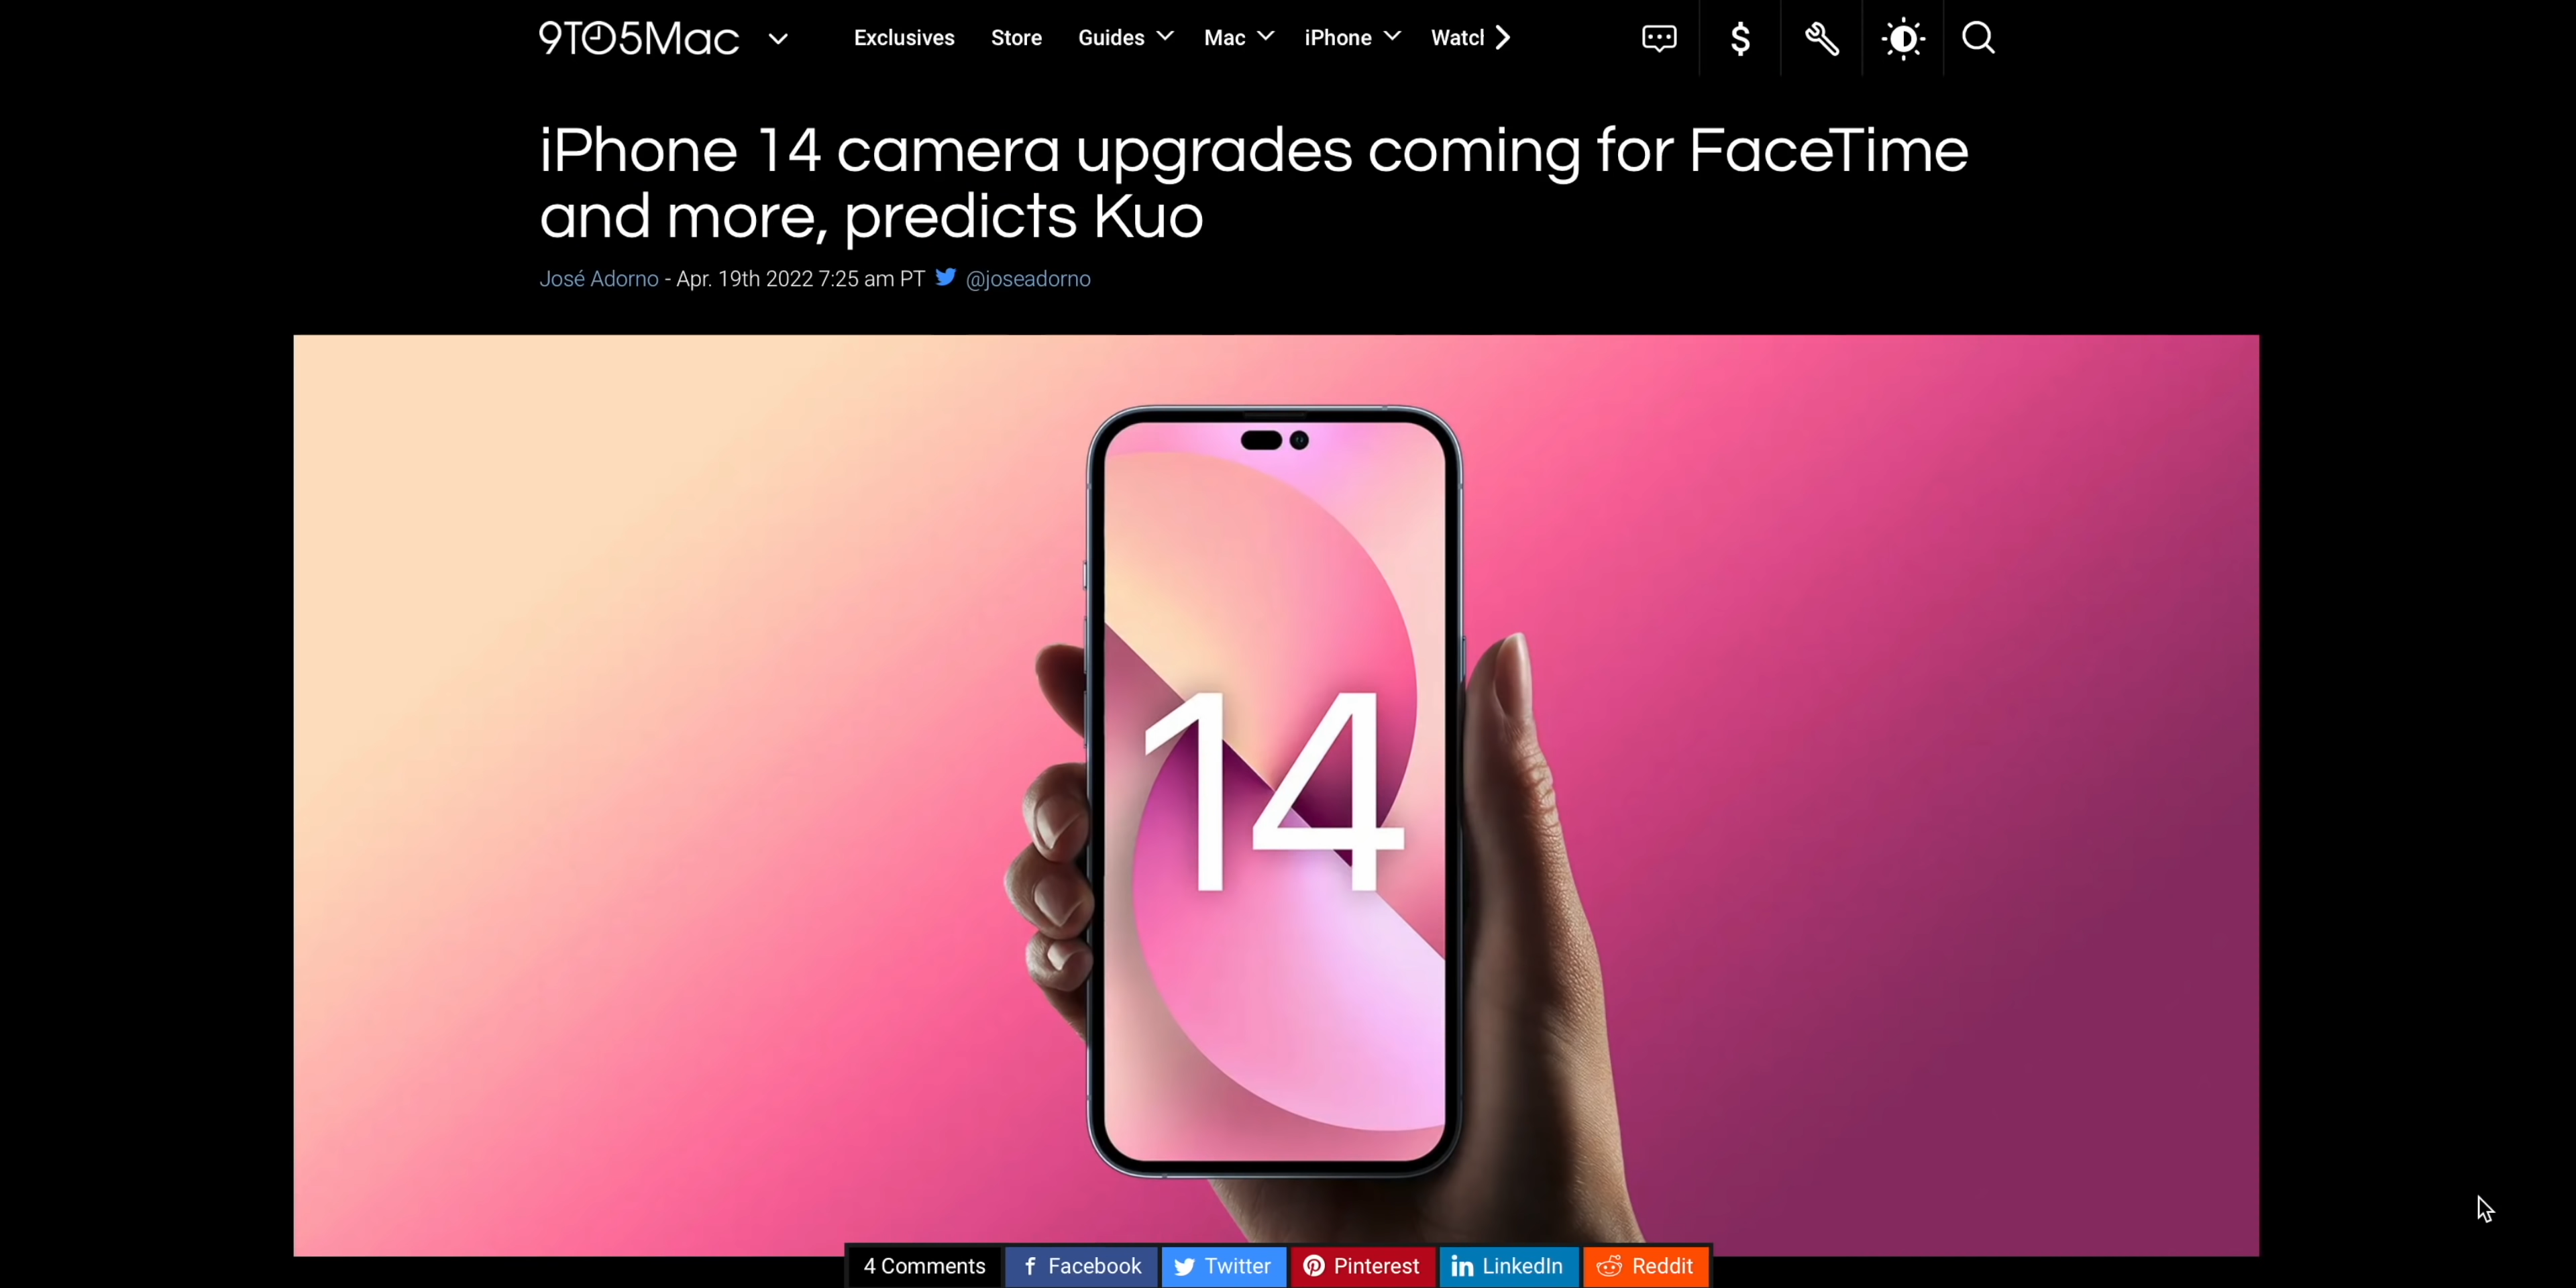 9TO5Mac
Exclusives Store Guides Mac iPhone Watcl
iPhone 14 camera upgrades coming for FaceTime
and more, predicts Kuo
José Adorno - Apr. 19th 2022 7:25 am PT @joseadorno
14
4 Comments Facebook Twitter Pinterest LinkedIn Reddit